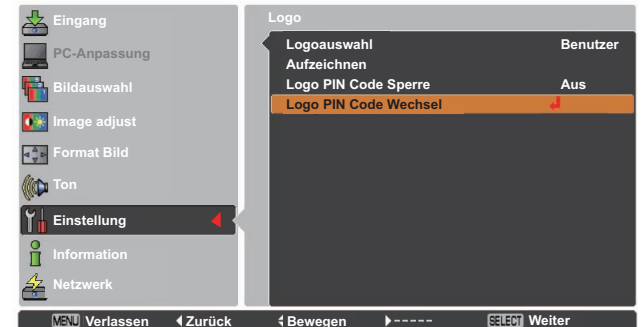 Eingang
PC-Anpassung
Bildauswahl
Image adjust
Format Bild
Ton
Einstellung
Information
Netzwerk
Logo
Logoauswahl Benutzer
Aufzeichnen
Logo PIN Code Sperre Aus
Logo PIN Code Wechsel
MENU Verlassen Zurück Bewegen ----- SELECT Weiter